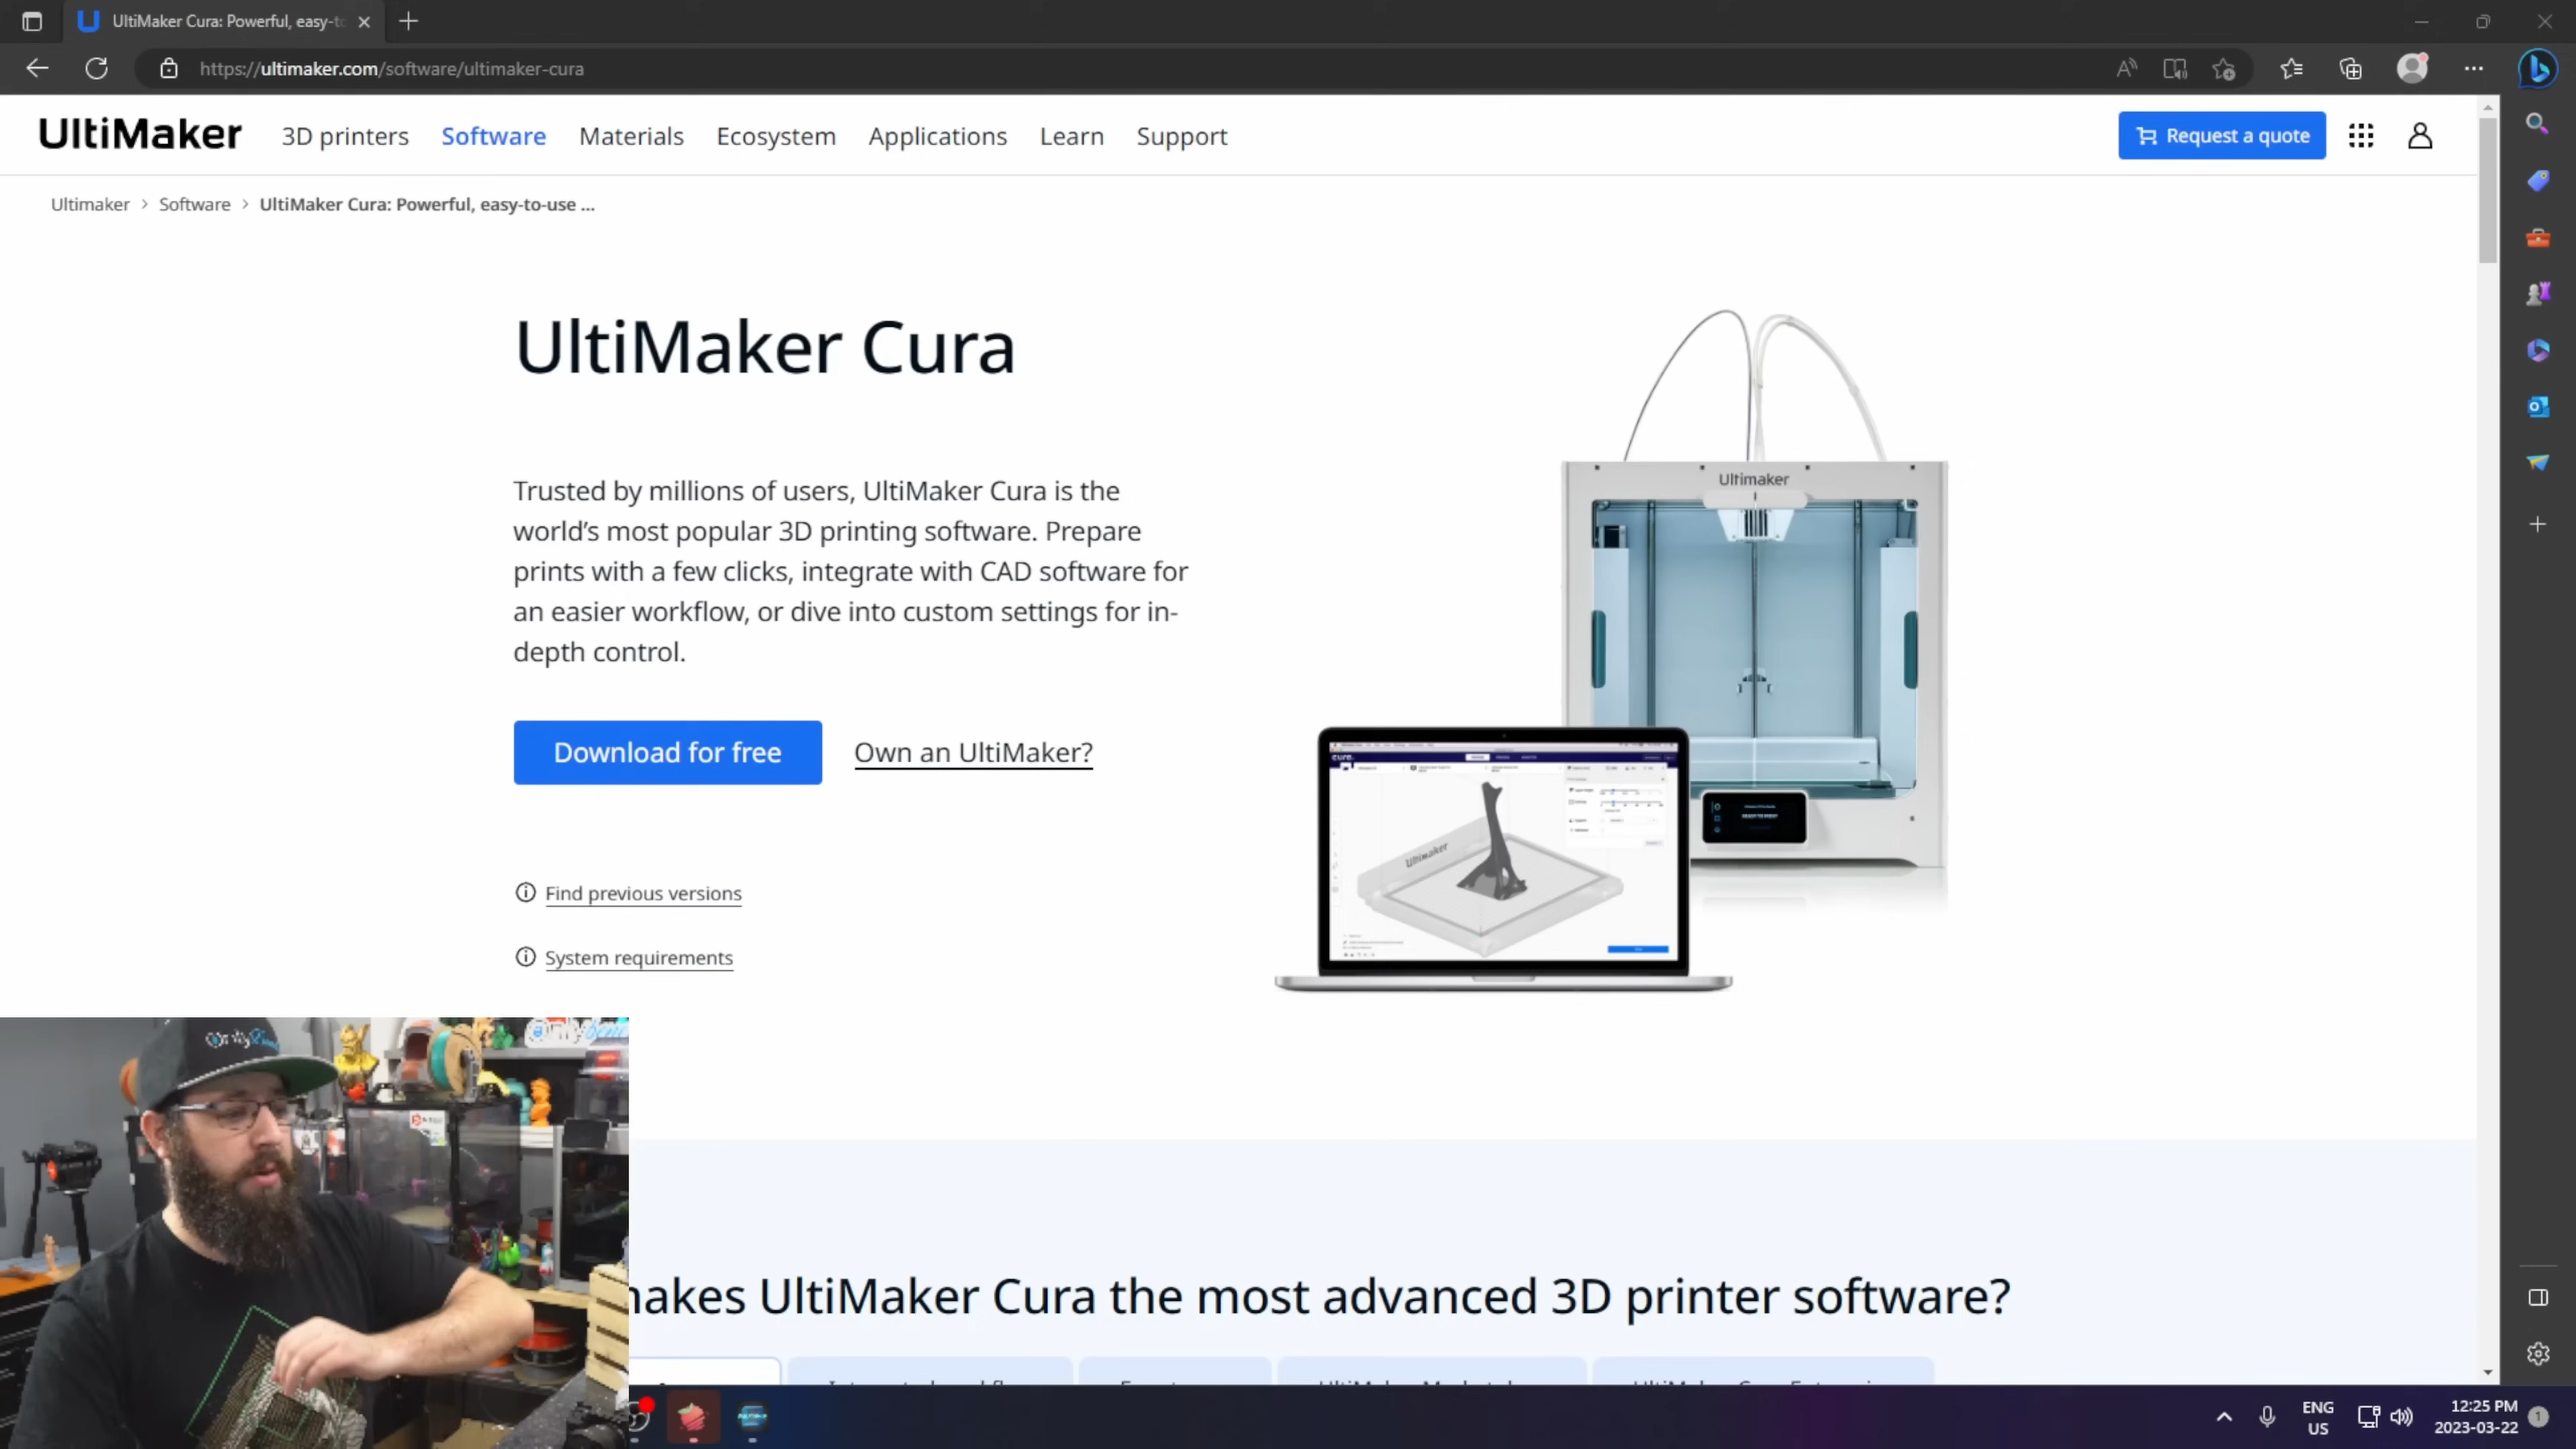 UltiMaker Cura: Powerful, easy-to
https://ultimaker.com/software/ultimaker-cura
UltiMaker
3D printers
Software
Materials
Ecosystem
Applications
Learn
Support
Request a quote
Ultimaker > Software > UltiMaker Cura: Powerful, easy-to-use ...
UltiMaker Cura
Trusted by millions of users, UltiMaker Cura is the
world's most popular 3D printing software. Prepare
prints with a few clicks, integrate with CAD software for
an easier workflow, or dive into custom settings for in-
depth control.
Download for free
Own an UltiMaker?
Find previous versions
System requirements
Ultimaker
cura
Ultimaker
akes UltiMaker Cura the most advanced 3D printer software?
ENG
US
12:25 PM
2023-03-22
1